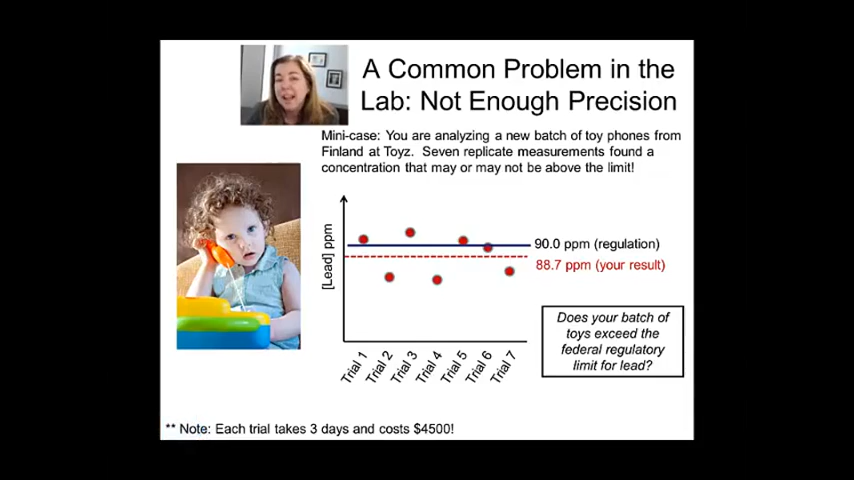 A Common Problem in the
Lab: Not Enough Precision
Mini-case: You are analyzing a new batch of toy phones from
Finland at Toyz. Seven replicate measurements found a
concentration that may or may not be above the limit!
[Lead] ppm
90.0 ppm (regulation)
88.7 ppm (your result)
Trial 1
Trial 2
Trial 3
Trial 4
Trial 5
Trial 6
Trial 7
Does your batch of
toys exceed the
federal regulatory
limit for lead?
** Note: Each trial takes 3 days and costs $4500!